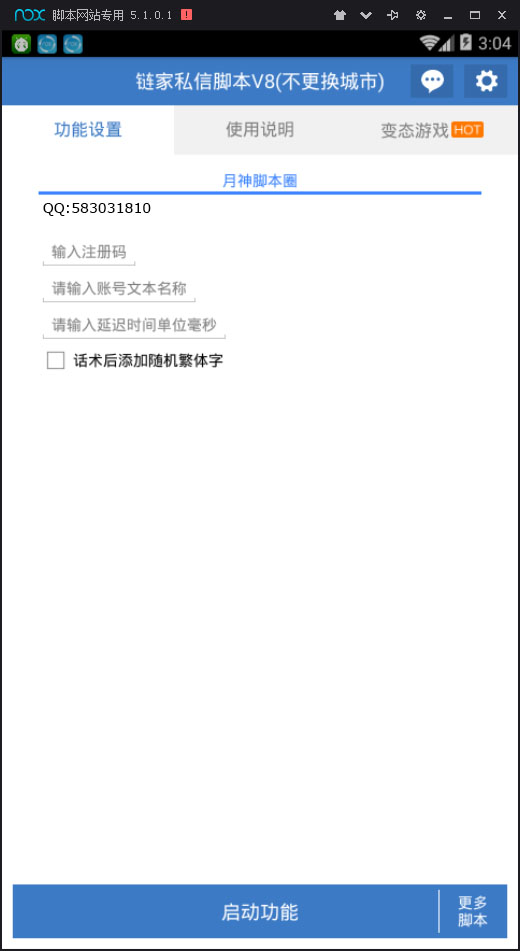 nox 脚本网站专用 5.1.0.1
3:04
链家私信脚本V8(不更换城市)
功能设置
使用说明
变态游戏 HOT
月神脚本圈
QQ:583031810
输入注册码
请输入账号文本名称
请输入延迟时间单位毫秒
话术后添加随机繁体字
启动功能
更多
脚本